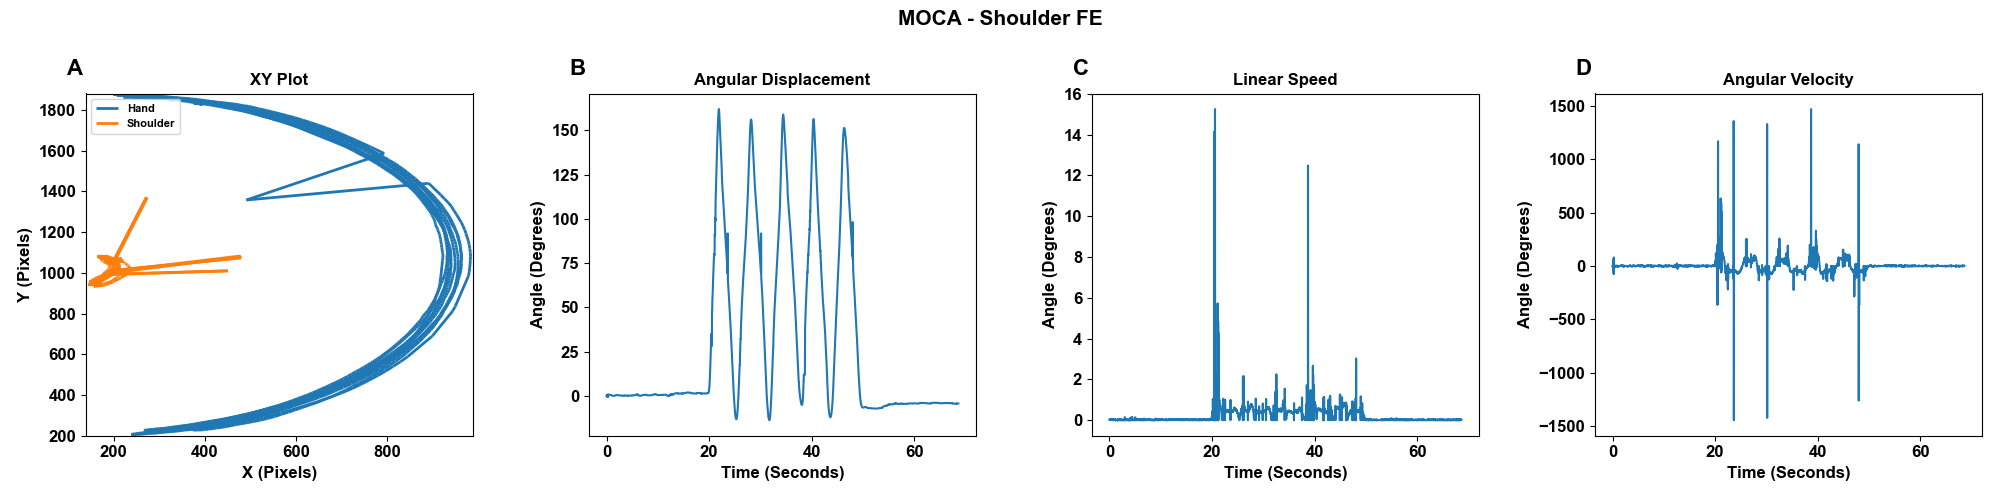 MOCA - Shoulder FE
A
XY Plot
Hand
Shoulder
1800
1600
1400
1200
1000
800
600
400
200
Y (Pixels)
200 400 600 800
X (Pixels)
B
Angular Displacement
150
125
100
75
50
25
0
Angle (Degrees)
0 20 40 60
Time (Seconds)
C
Linear Speed
16
14
12
10
8
6
4
2
0
Angle (Degrees)
0 20 40 60
Time (Seconds)
D
Angular Velocity
1500
1000
500
0
−500
−1000
−1500
Angle (Degrees)
0 20 40 60
Time (Seconds)